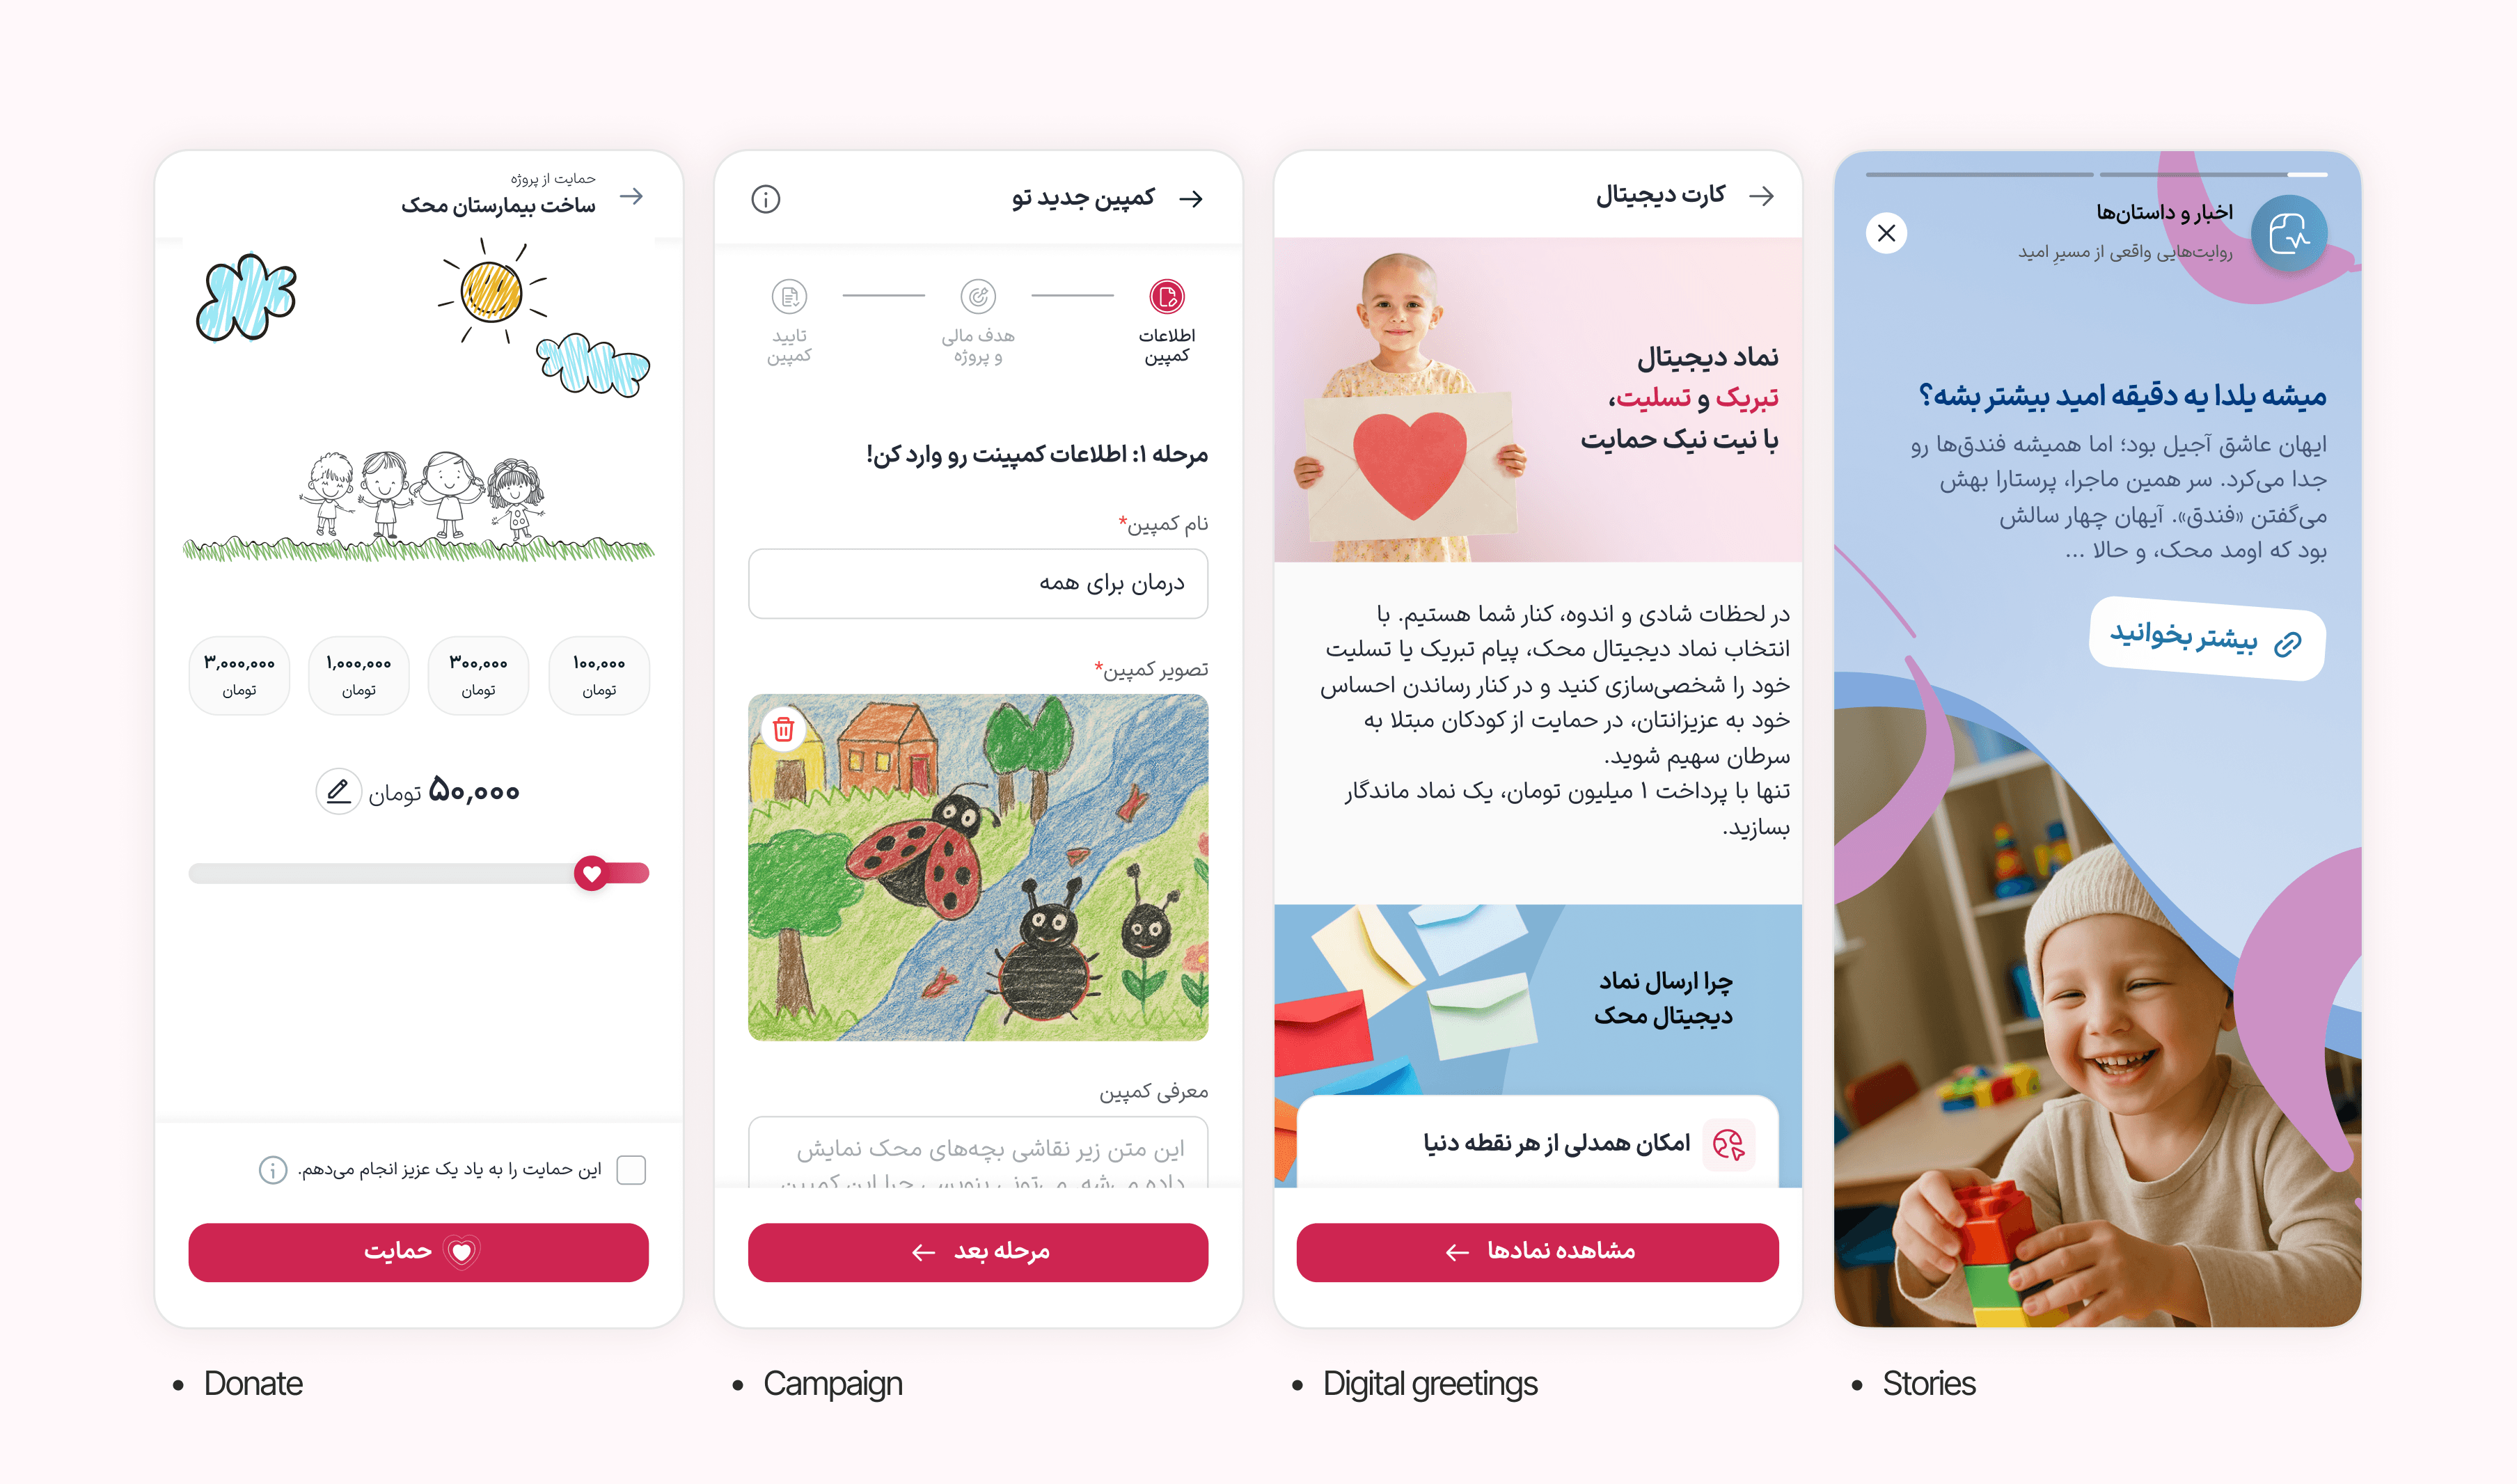 حمایت از پروژه
ساخت بیمارستان محک
۱۰۰,۰۰۰
تومان
۳۰۰,۰۰۰
تومان
۱,۰۰۰,۰۰۰
تومان
۳,۰۰۰,۰۰۰
تومان
۵۰,۰۰۰ تومان
این حمایت را به یاد یک عزیز انجام می‌دهم.
حمایت
Donate
کمپین جدید تو
اطلاعات
کمپین
هدف مالی
و پروژه
تایید
کمپین
مرحله ۱: اطلاعات کمپینت رو وارد کن!
نام کمپین*
درمان برای همه
تصویر کمپین*
معرفی کمپین
این متن زیر نقاشی بچه‌های محک نمایش
داده می‌شه. می‌تونی بنویسی چرا این کمپین
مرحله بعد
Campaign
کارت دیجیتال
نماد دیجیتال
تبریک و تسلیت،
با نیت نیک حمایت
در لحظات شادی و اندوه، کنار شما هستیم. با
انتخاب نماد دیجیتال محک، پیام تبریک یا تسلیت
خود را شخصی‌سازی کنید و در کنار رساندن احساس
خود به عزیزانتان، در حمایت از کودکان مبتلا به
سرطان سهیم شوید.
تنها با پرداخت ۱ میلیون تومان، یک نماد ماندگار
بسازید.
چرا ارسال نماد
دیجیتال محک
امکان همدلی از هر نقطه دنیا
مشاهده نمادها
Digital greetings
اخبار و داستان‌ها
روایت‌هایی واقعی از مسیرِ امید
میشه یلدا یه دقیقه امید بیشتر بشه؟
ایهان عاشق آجیل بود؛ اما همیشه فندق‌ها رو
جدا می‌کرد. سر همین ماجرا، پرستارا بهش
می‌گفتن «فندق». آیهان چهار سالش
بود که اومد محک، و حالا ...
بیشتر بخوانید
Stories